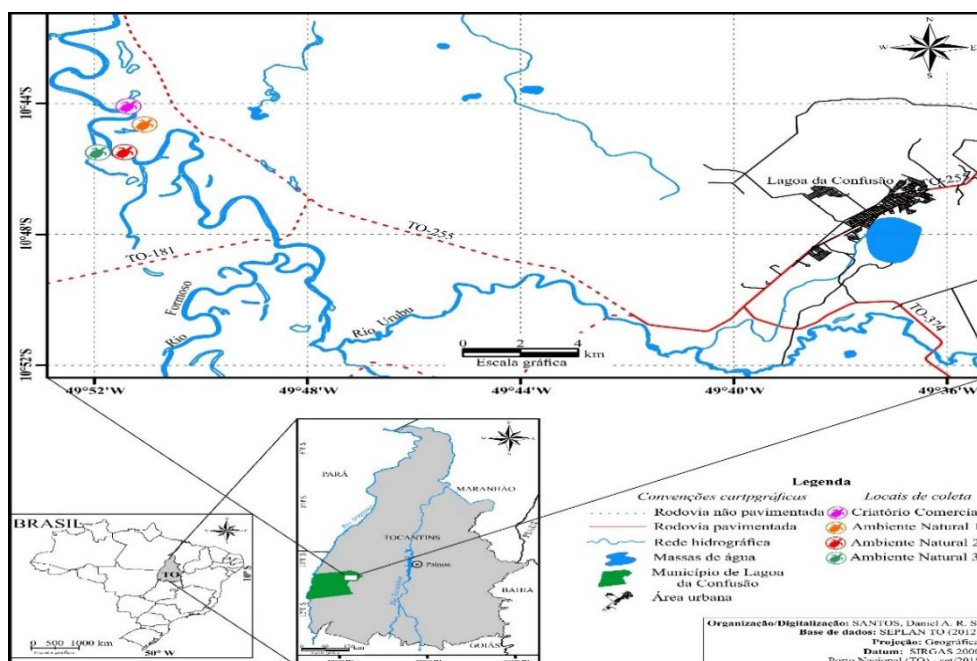 N
W E
S
10°44'S
10°48'S
10°52'S
Lagoa da Confusão
TO-255
TO-181
Rio Formoso
Rio Urubu
TO-374
0 2 4
km
Escala gráfica
49°52'W 49°48'W 49°44'W 49°40'W 49°36'W
PARÁ
MARANHÃO
TOCANTINS
Palmas
BAHIA
GOIÁS
BRASIL
TO
0 500 1000 km
Escala gráfica
50° W
Legenda
Convenções cartpgráficas
Rodovia não pavimentada
Rodovia pavimentada
Rede hidrográfica
Massas de água
Município de Lagoa
da Confusão
Área urbana
Locais de coleta
Criatório Comercia
Ambiente Natural 1
Ambiente Natural 2
Ambiente Natural 3
Organização/Digitalização: SANTOS, Daniel A. R. S
Base de dados: SEPLAN TO (2012
Projeção: Geográfica
Datum: SIRGAS 200